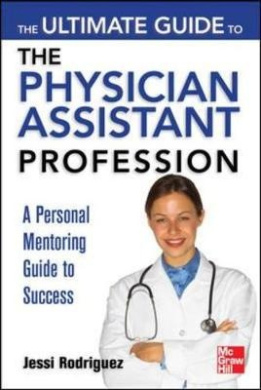 THE ULTIMATE GUIDE TO
THE
PHYSICIAN
ASSISTANT
PROFESSION
A Personal
Mentoring
Guide to
Success
Jessi Rodriguez
Mc
Graw
Hill